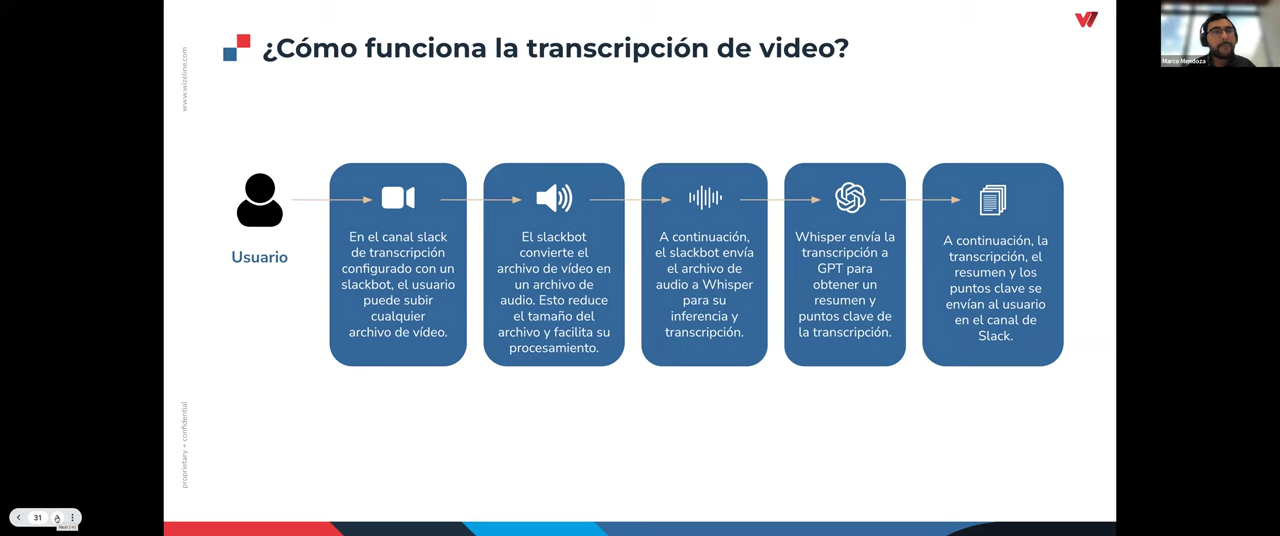 ¿Cómo funciona la transcripción de video?
www.wizeline.com
Marco Mendoza
Usuario
En el canal slack
de transcripción
configurado con un
slackbot, el usuario
puede subir
cualquier
archivo de vídeo.
El slackbot
convierte el
archivo de vídeo en
un archivo de
audio. Esto reduce
el tamaño del
archivo y facilita su
procesamiento.
A continuación,
el slackbot envía
el archivo de
audio a Whisper
para su
inferencia y
transcripción.
Whisper envía la
transcripción a
GPT para
obtener un
resumen y
puntos clave de
la transcripción.
A continuación, la
transcripción, el
resumen y los
puntos clave se
envían al usuario
en el canal de
Slack.
proprietary + confidential
31
Next (→)